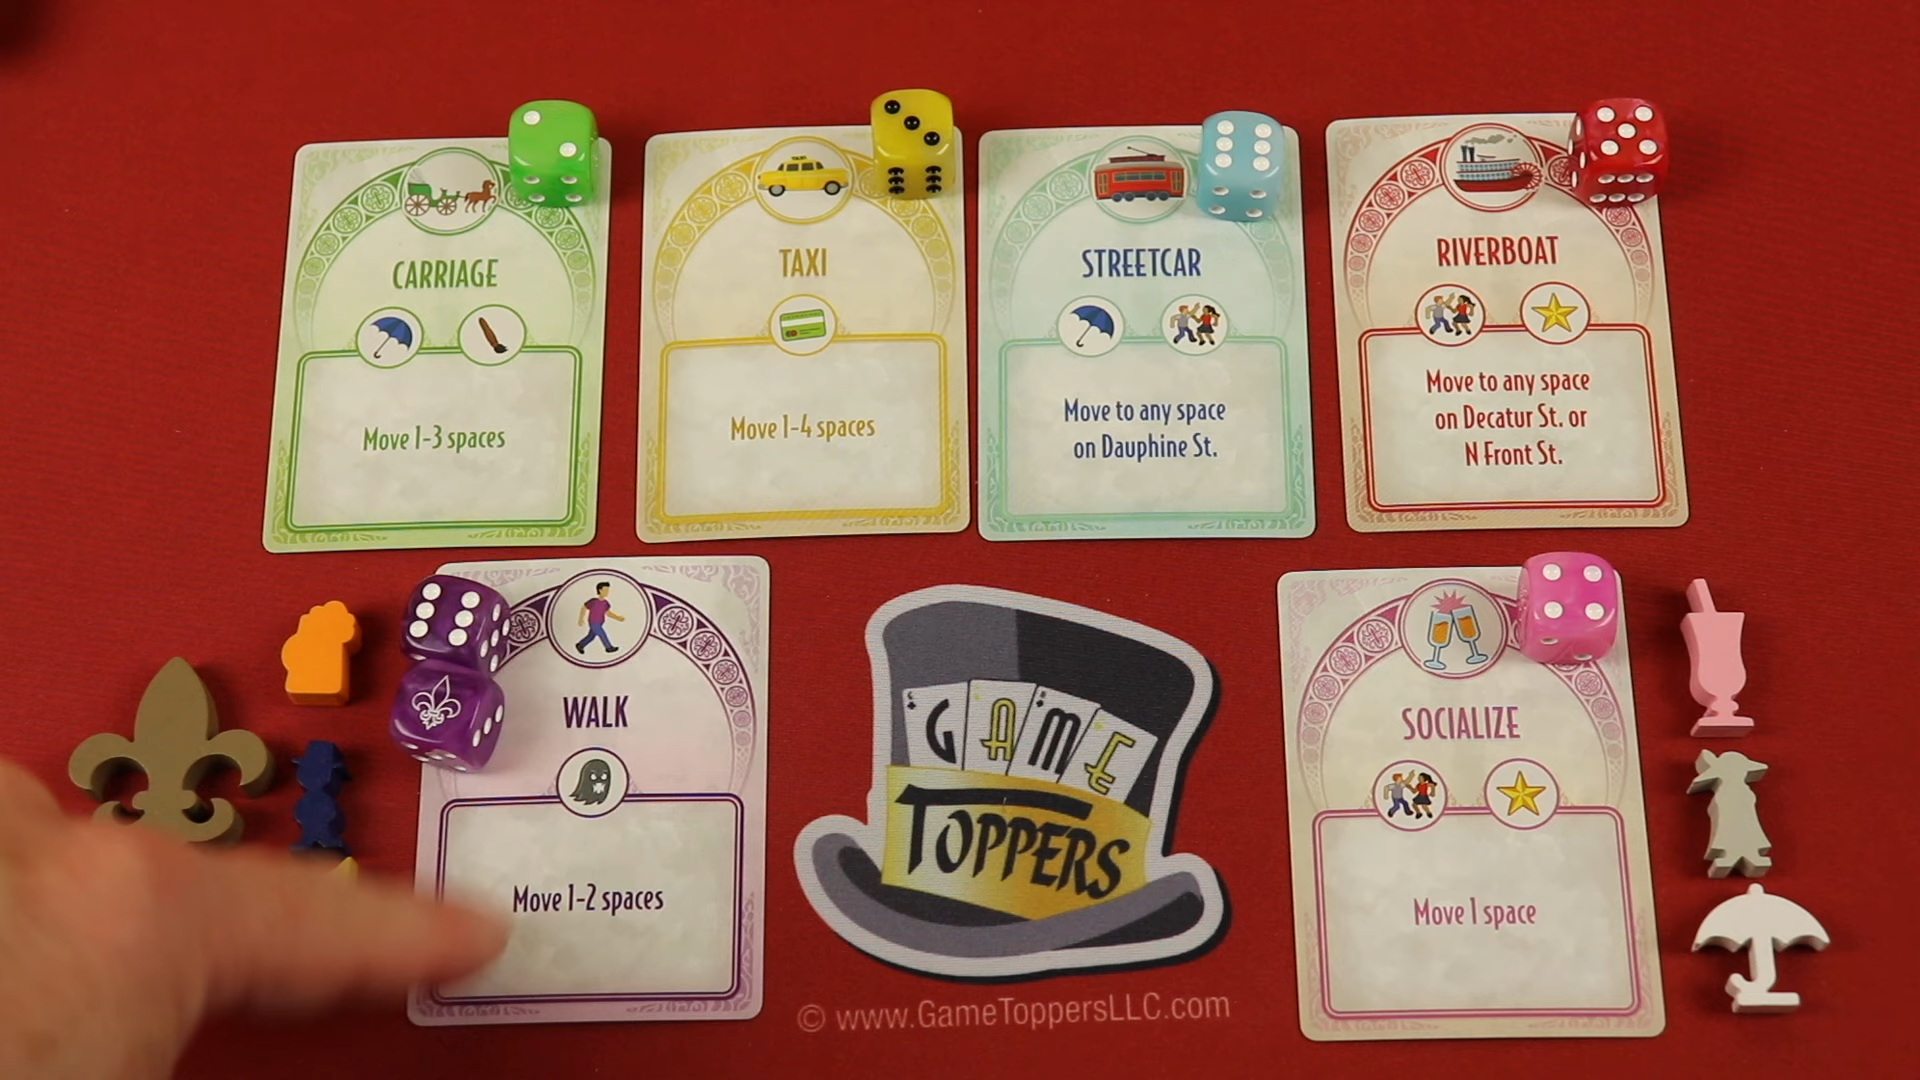 CARRIAGE
Move 1-3 spaces
TAXI
Move 1-4 spaces
STREETCAR
Move to any space
on Dauphine St.
RIVERBOAT
Move to any space
on Decatur St. or
N Front St.
WALK
Move 1-2 spaces
GAME
TOPPERS
© www.GameToppersLLC.com
SOCIALIZE
Move 1 space